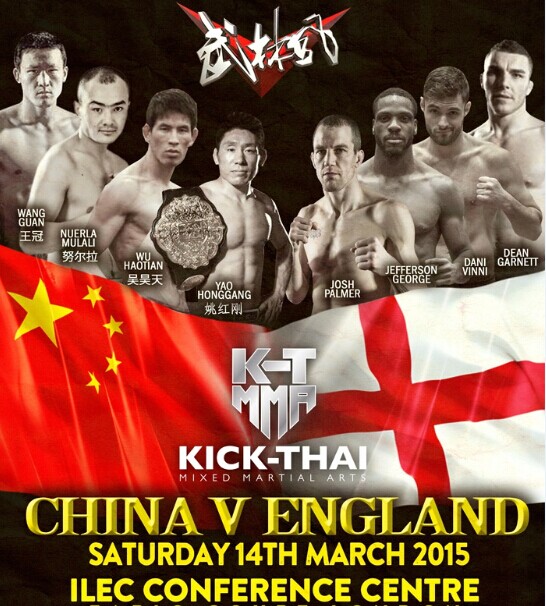 武林风
WANG
GUAN
王冠
NUERLA
MULALI
努尔拉
WU
HAOTIAN
吴昊天
YAO
HONGGANG
姚红刚
JOSH
PALMER
JEFFERSON
GEORGE
DANI
VINNI
DEAN
GARNETT
K-T
MMA
KICK-THAI
MIXED MARTIAL ARTS
CHINA V ENGLAND
SATURDAY 14TH MARCH 2015
ILEC CONFERENCE CENTRE